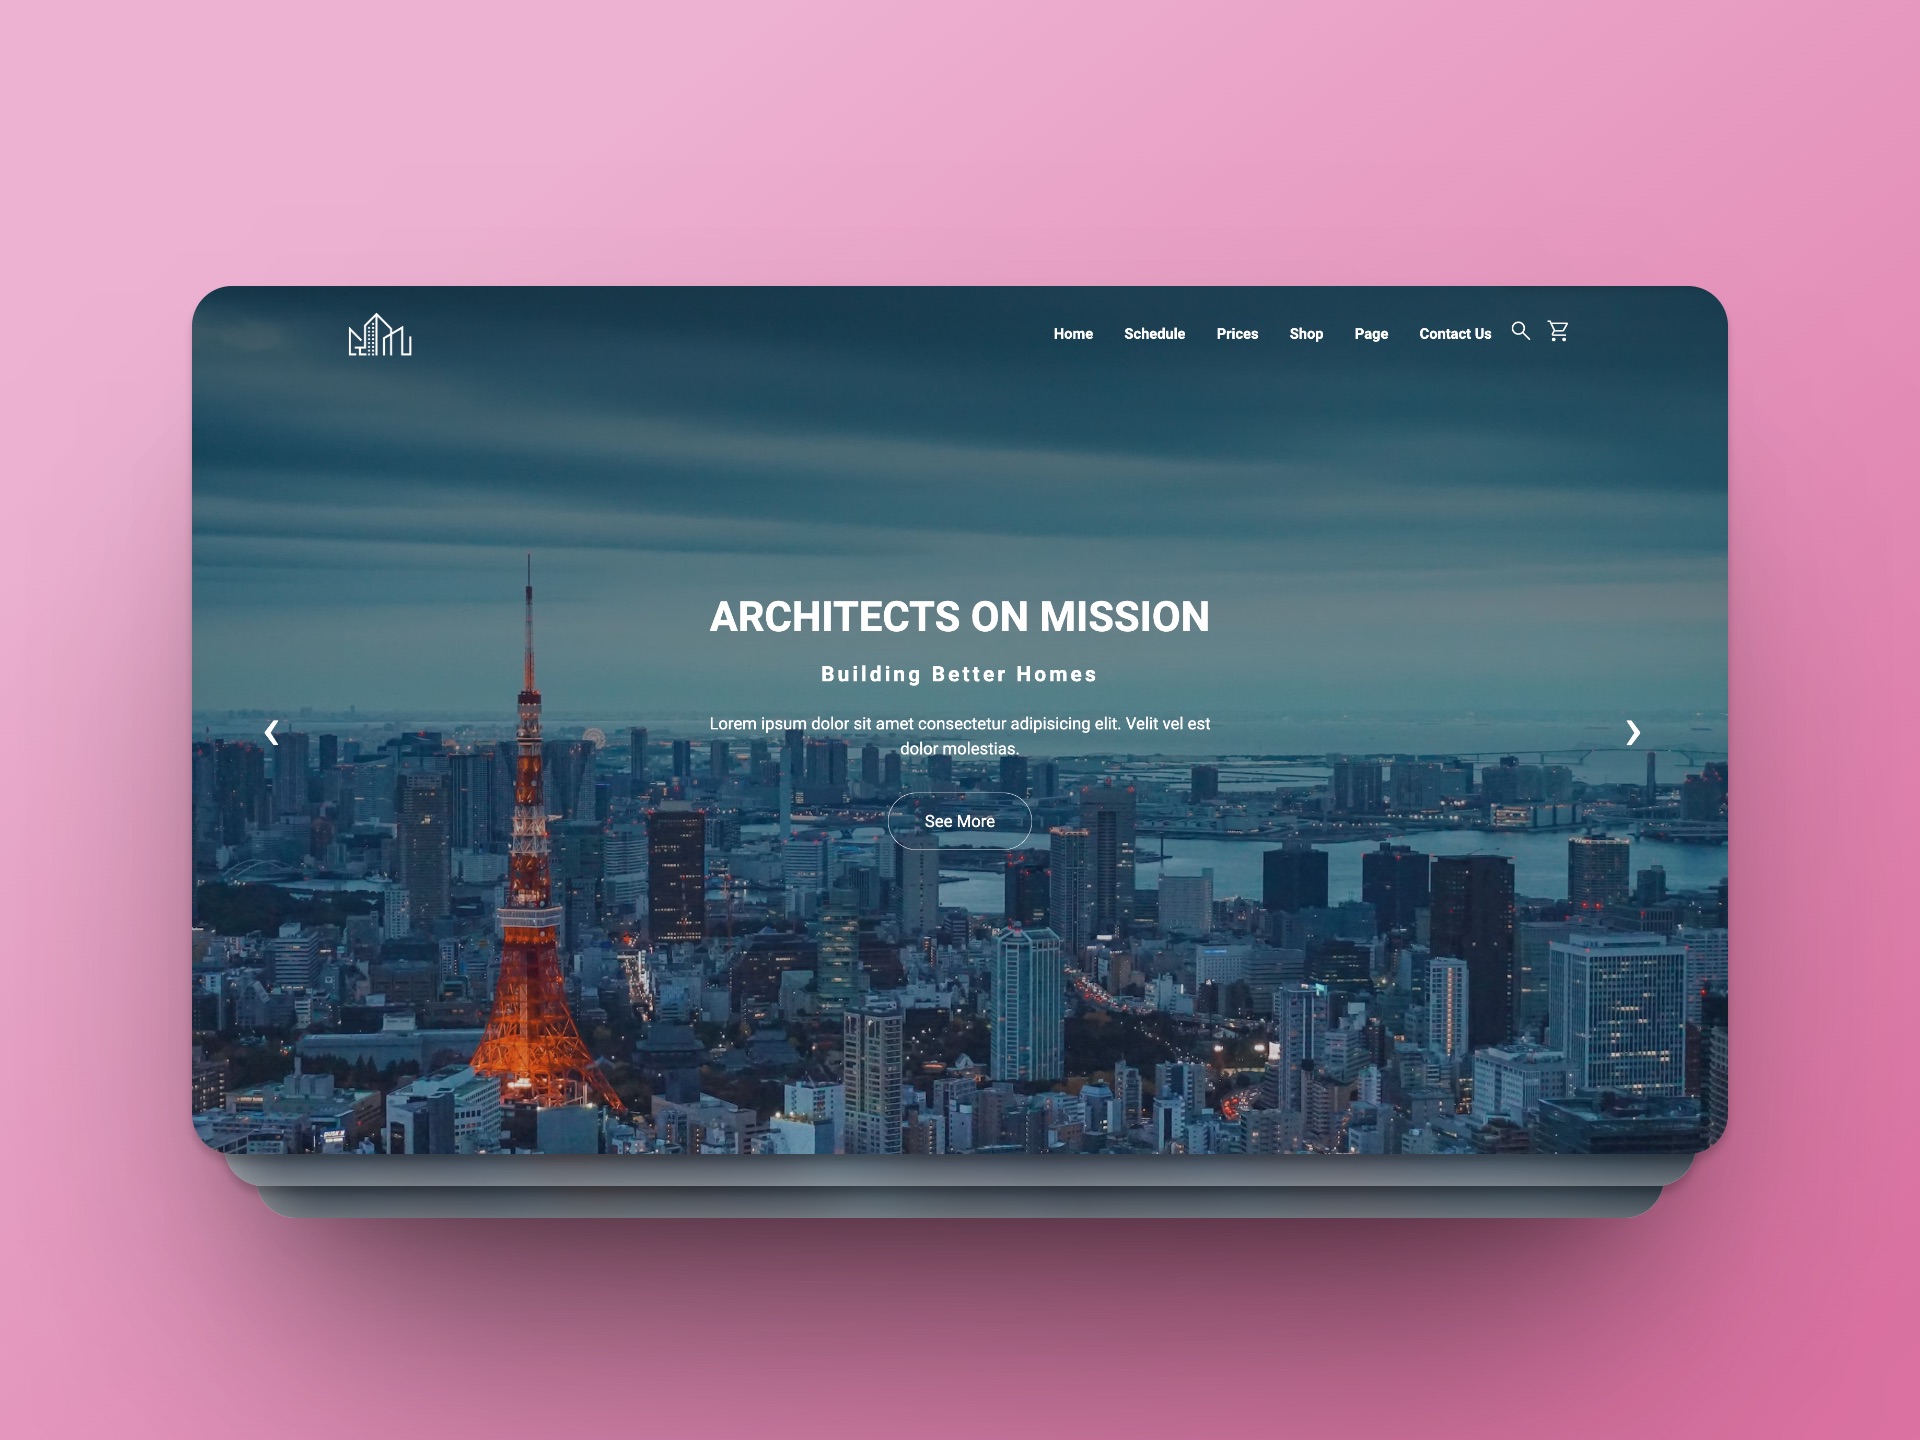 Home Schedule Prices Shop Page Contact Us
ARCHITECTS ON MISSION
Building Better Homes
Lorem ipsum dolor sit amet consectetur adipisicing elit. Velit vel est
dolor molestias.
See More